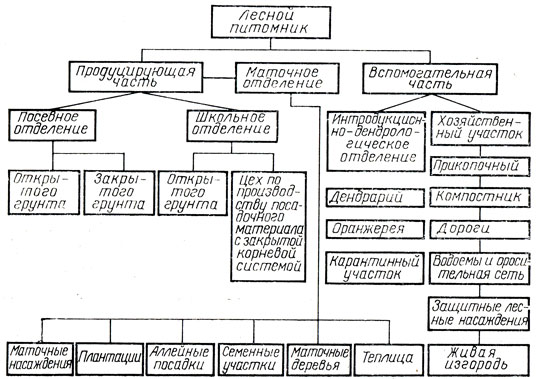 Лесной
питомник
Продуцирующая
часть
Маточное
отделение
Вспомогательная
часть
Посевное
отделение
Школьное
отделение
Интродукцион-
но-дендроло-
гическое
отделение
Хозяйствен-
ный участок
Прикопочный
Откры-
того
грунта
Закры-
того
грунта
Откры-
того
грунта
Цех по
производ-
ству поса-
дочного
материала
с закрытой
корневой
системой
Дендрарий
Компостник
Оранжерея
Дороги
Карантинный
участок
Водоемы и ороси-
тельная сеть
Защитные лес-
ные насаждения
Маточные
насаждения
Плантации
Аллейные
посадки
Семенные
участки
Маточные
деревья
Теплица
Живая
изгородь